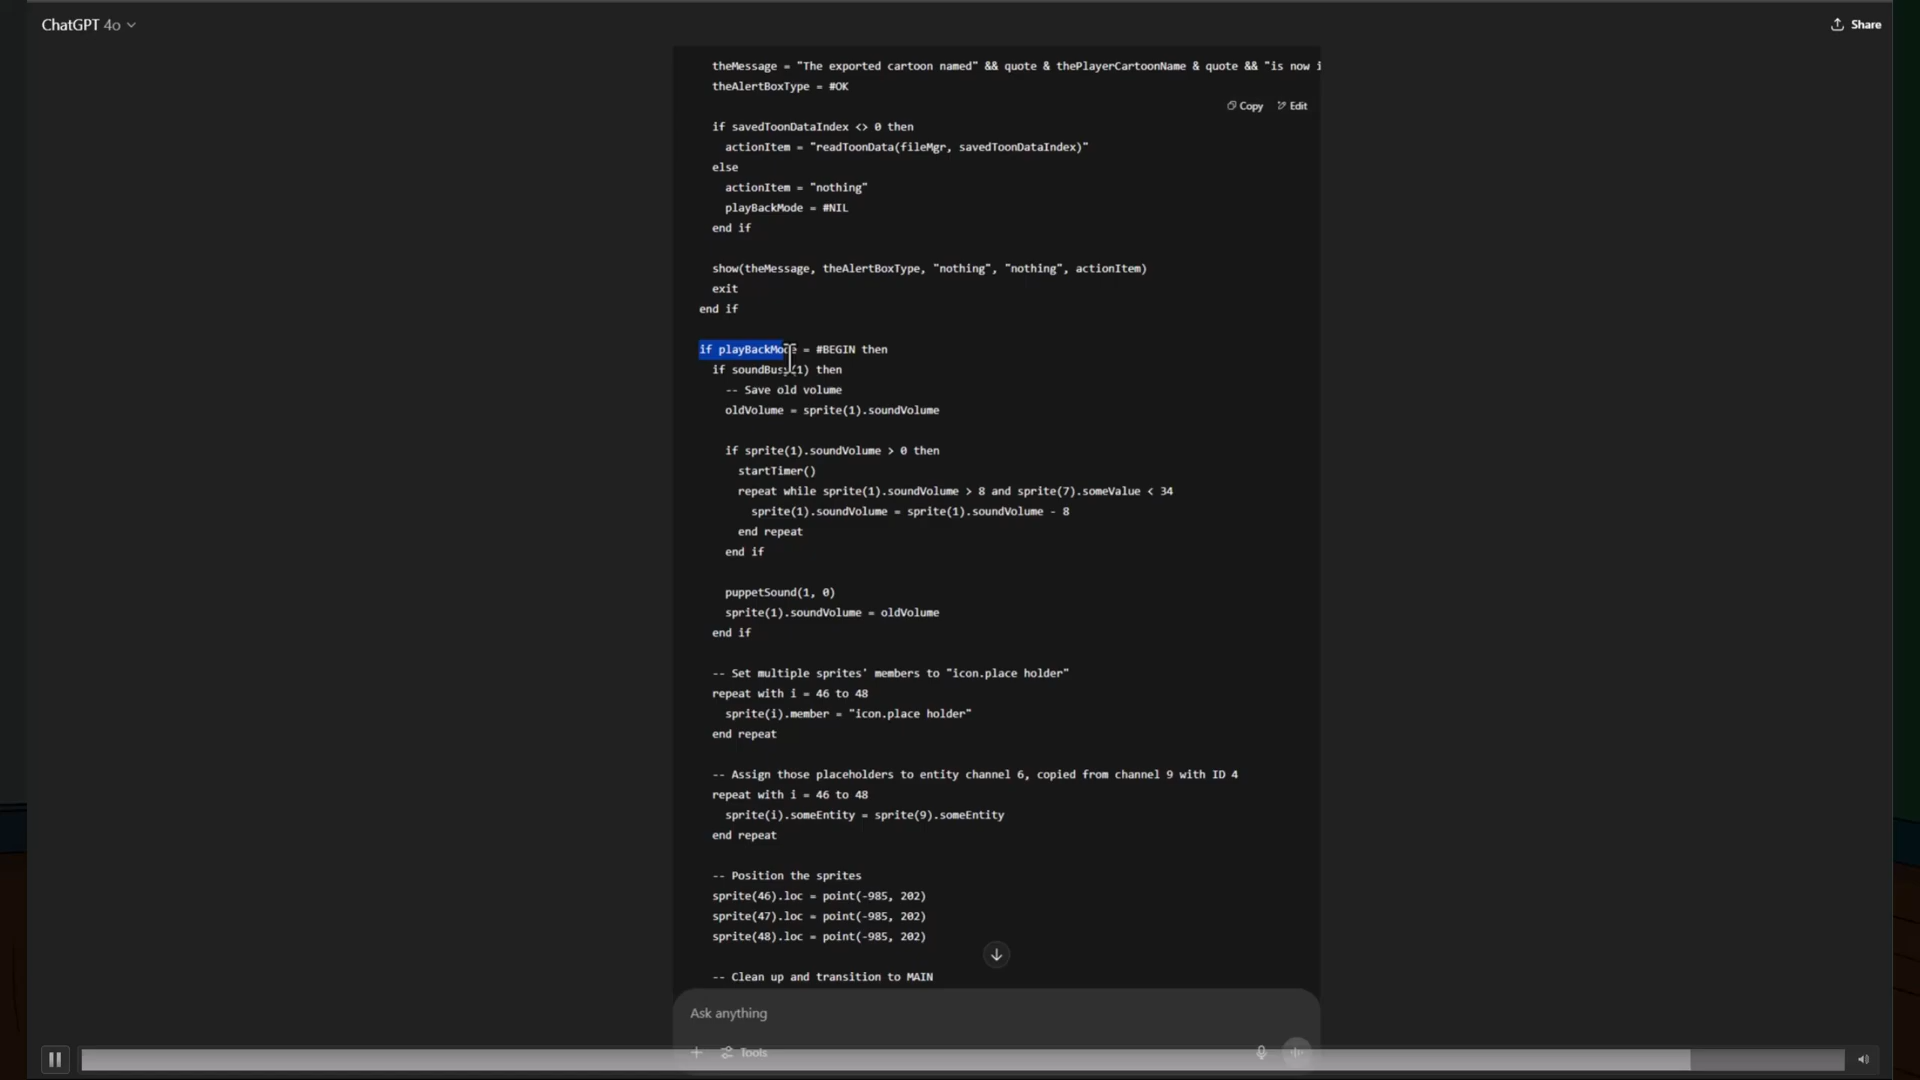 ChatGPT 4o
Share
theMessage = "The exported cartoon named" && quote & thePlayerCartoonName & quote && "is now i
theAlertBoxType = #OK
Copy Edit
if savedToonDataIndex <> 0 then
actionItem = "readToonData(fileMgr, savedToonDataIndex)"
else
actionItem = "nothing"
playBackMode = #NIL
end if
show(theMessage, theAlertBoxType, "nothing", "nothing", actionItem)
exit
end if
if playBackMode = #BEGIN then
if soundBusy(1) then
-- Save old volume
oldVolume = sprite(1).soundVolume
if sprite(1).soundVolume > 0 then
startTimer()
repeat while sprite(1).soundVolume > 8 and sprite(7).someValue < 34
sprite(1).soundVolume = sprite(1).soundVolume - 8
end repeat
end if
puppetSound(1, 0)
sprite(1).soundVolume = oldVolume
end if
-- Set multiple sprites' members to "icon.place holder"
repeat with i = 46 to 48
sprite(i).member = "icon.place holder"
end repeat
-- Assign those placeholders to entity channel 6, copied from channel 9 with ID 4
repeat with i = 46 to 48
sprite(i).someEntity = sprite(9).someEntity
end repeat
-- Position the sprites
sprite(46).loc = point(-985, 202)
sprite(47).loc = point(-985, 202)
sprite(48).loc = point(-985, 202)
-- Clean up and transition to MAIN
Ask anything
Tools